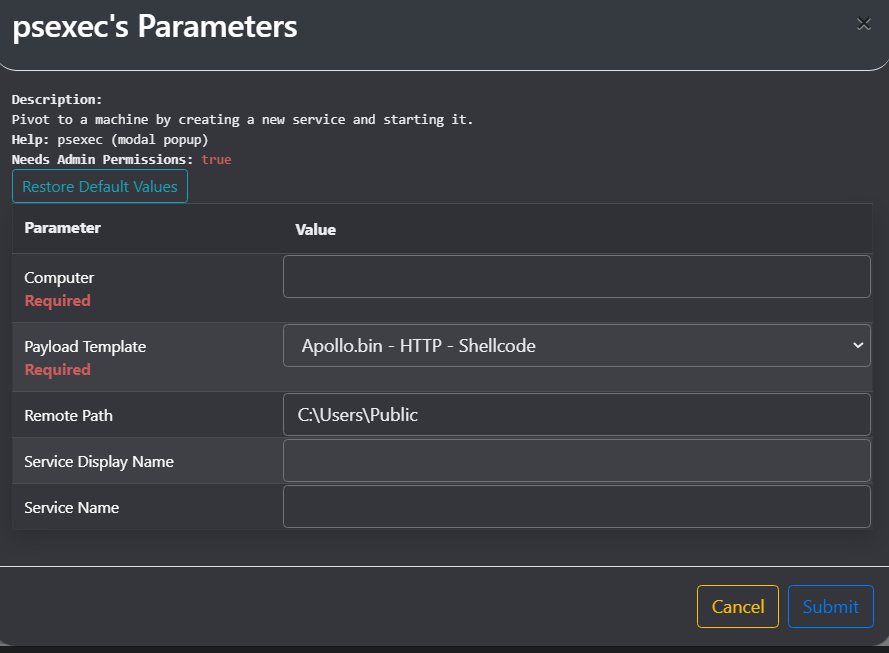 psexec's Parameters
×
Description:
Pivot to a machine by creating a new service and starting it.
Help: psexec (modal popup)
Needs Admin Permissions: true
Restore Default Values
Parameter Value
Computer
Required
Payload Template Apollo.bin - HTTP - Shellcode
Required
Remote Path C:\Users\Public
Service Display Name
Service Name
Cancel Submit